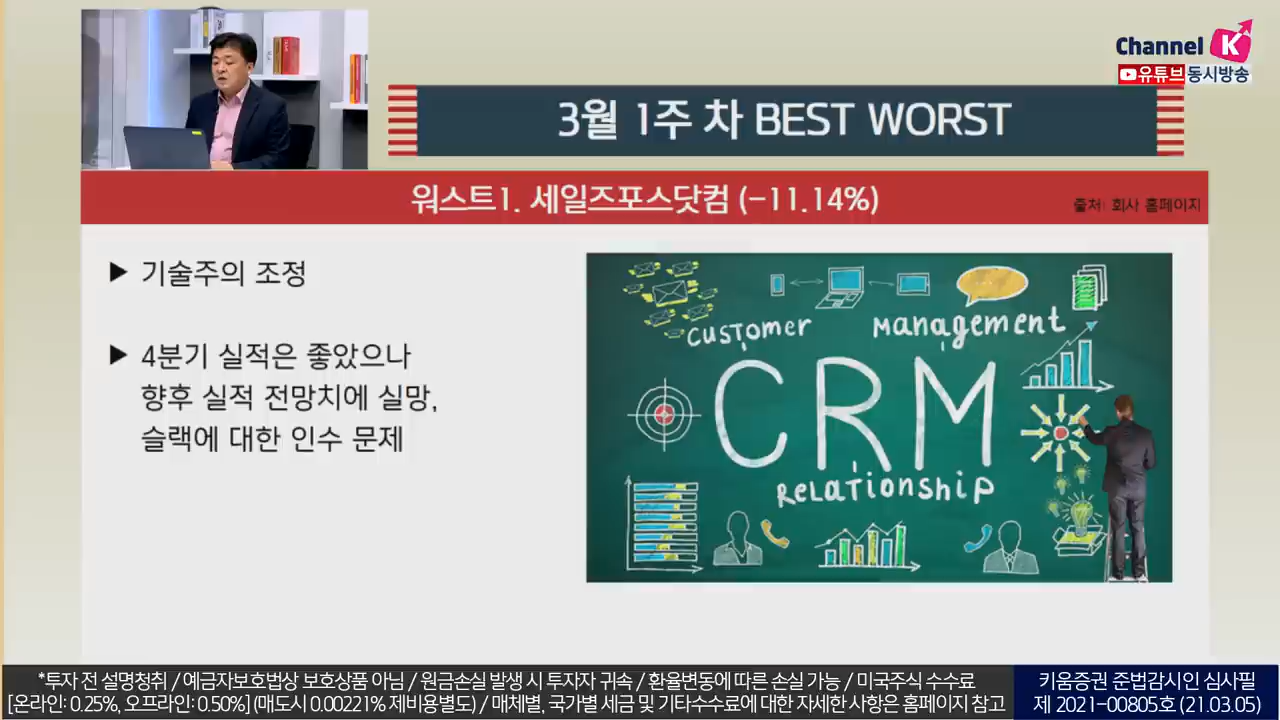 Channel K
유튜브 동시방송
3월 1주 차 BEST WORST
워스트1. 세일즈포스닷컴 (-11.14%)
출처: 회사 홈페이지
▶ 기술주의 조정
▶ 4분기 실적은 좋았으나
향후 실적 전망치에 실망,
슬랙에 대한 인수 문제
CUSTOMER
Management
CRM
RELATIONSHIP
*투자 전 설명청취 / 예금자보호법상 보호상품 아님 / 원금손실 발생 시 투자자 귀속 / 환율변동에 따른 손실 가능 / 미국주식 수수료
[온라인: 0.25%, 오프라인: 0.50%] (매도시 0.00221% 제비용별도) / 매체별, 국가별 세금 및 기타수수료에 대한 자세한 사항은 홈페이지 참고
키움증권 준법감시인 심사필
제 2021-00805호 (21.03.05)